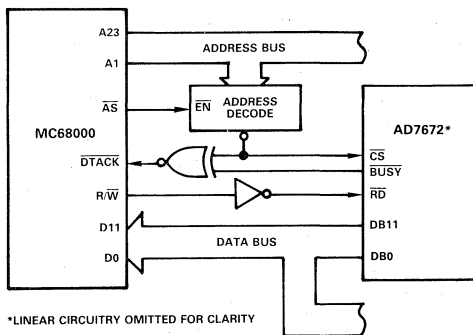 A23
ADDRESS BUS
A1
AS
EN
ADDRESS
DECODE
MC68000
AD7672*
DTACK
CS
BUSY
R/W
RD
D11
DB11
DATA BUS
D0
DB0
*LINEAR CIRCUITRY OMITTED FOR CLARITY